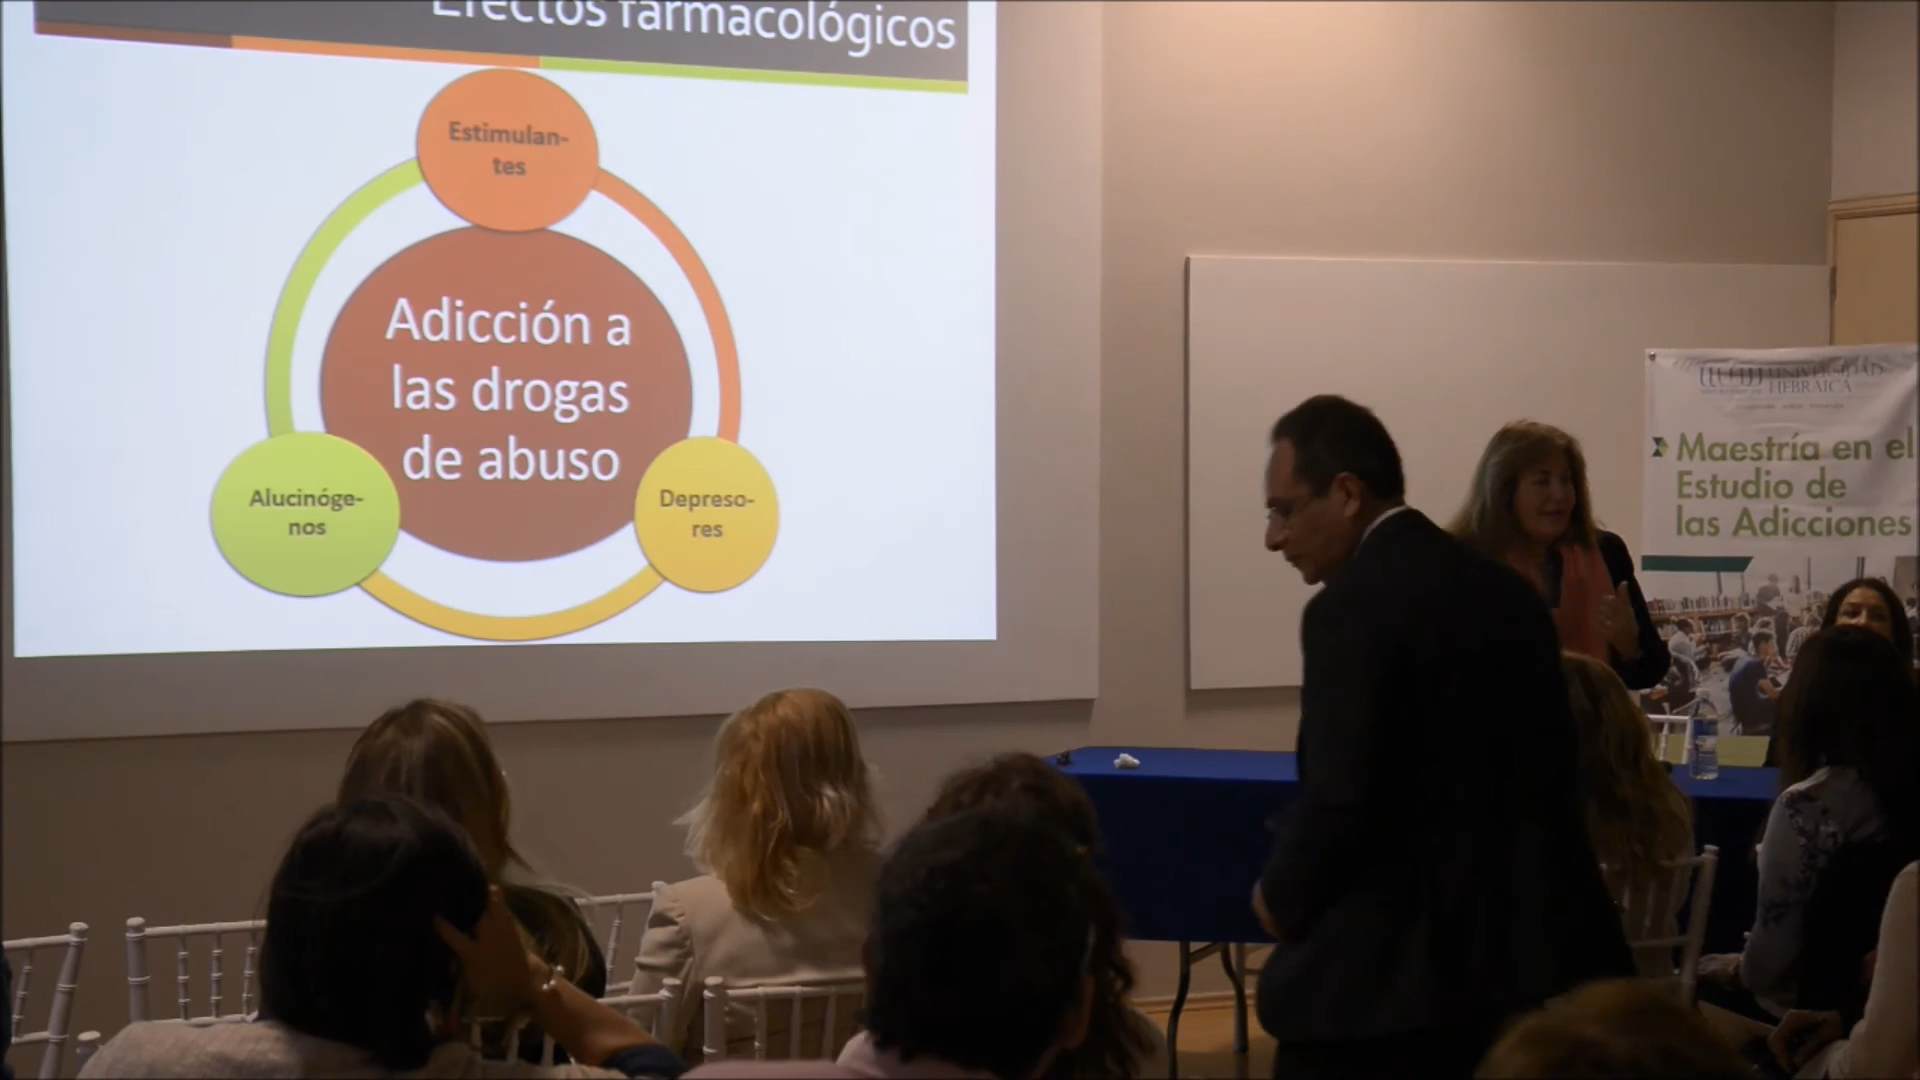 Efectos farmacológicos
Estimulan-
tes
Adicción a
las drogas
de abuso
Alucinóge-
nos
Depreso-
res
UNIVERSIDAD
HEBRAICA
Maestría en el
Estudio de
las Adicciones